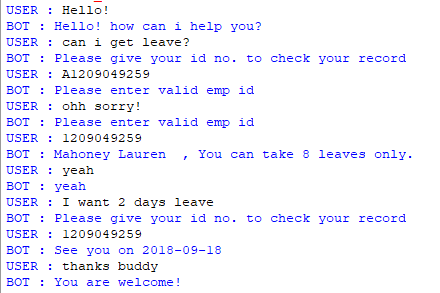 USER : Hello!
BOT : Hello! how can i help you?
USER : can i get leave?
BOT : Please give your id no. to check your record
USER : A1209049259
BOT : Please enter valid emp id
USER : ohh sorry!
BOT : Please enter valid emp id
USER : 1209049259
BOT : Mahoney Lauren  , You can take 8 leaves only.
USER : yeah
BOT : yeah
USER : I want 2 days leave
BOT : Please give your id no. to check your record
USER : 1209049259
BOT : See you on 2018-09-18
USER : thanks buddy
BOT : You are welcome!